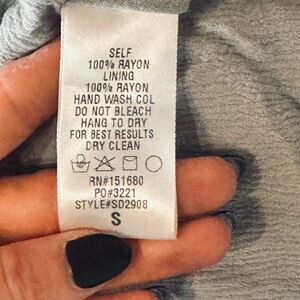 SELF
100% RAYON
LINING
100% RAYON
HAND WASH COL
DO NOT BLEACH
HANG TO DRY
FOR BEST RESULTS
DRY CLEAN
RN#151680
PO#3221
STYLE#SD2908
S